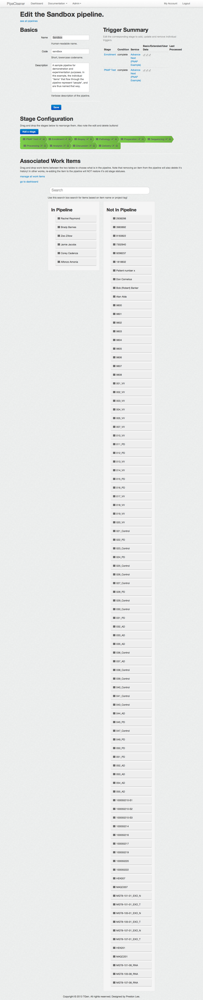 PipeCleaner Dashboard Documentation Admin My Account Logout
Edit the Sandbox pipeline.
see all pipelines
Basics
Name Sandbox
Human-readable name.
Code sandbox
Short, lowercase codename.
Description A sample pipeline for
demonstration and
experimentation purposes. In
this example, the individual
"items" that flow through the
pipeline represent "people", and
are thus named that way.
Verbose description of the pipeline.
Save
Trigger Summary
Edit the corresponding stage to add, update and remove individual
triggers.
Stage Condition Service Basic/Extended/User Data Last Processed
Enrollment complete Advance
Next
(PNAP
Example)
PNAP Test complete Advance
Next
(PNAP
Example)
Stage Configuration
Drag and drop the stages below to rearrange them. Also note the edit and delete buttons!
Add a stage.
PNAP Test Enrollment Biopsy Pathology Preparation Sequencing
Processing Analysis Discussion Delivery
Associated Work Items
Drag and drop work items between the two tables to choose what is in the pipeline. Note that removing an item from the pipeline will also delete it's
history! In other works, re-adding the item to the pipeline will NOT restore it's old stage statuses.
manage all work items
go to dashboard
Search
Use this search box search for items based on item name or project tag!
In Pipeline
Rachel Raymond
Brady Barnes
Zeo Zillow
Jamie Jacobs
Corey Cadenza
Alfonzo Amonia
Not In Pipeline
2938298
3983892
9183822
7302940
9298237
1818832
Patient number x
Don Cornelius
Bob (Robert) Barker
Alan Alda
9800
9801
9802
9803
9804
9805
9806
9807
9808
001_VV
002_VV
003_VV
004_VV
005_VV
007_VV
010_VV
011_PD
012_PD
013_VV
014_VV
015_PD
016_PD
017_VV
018_VV
019_VV
020_VV
021_Control
022_PD
023_Control
024_PD
025_Control
026_Control
027_Control
028_PD
029_Control
030_Control
031_PD
032_AD
033_AD
035_AD
036_Control
037_AD
038_Control
039_Control
040_Control
041_Control
043_Control
044_AD
045_PD
047_Control
049_PD
050_PD
051_PD
052_AD
053_AD
054_AD
055_AD
100050210-S1
100050210-S2
100050210-S3
100050214
100050216
100050217
100050219
100050220
100050222
HEK007
MAQC007
MGT8-101-01_EXO_N
MGT8-101-01_EXO_T
MGT8-105-01_EXO_N
MGT8-105-01_EXO_T
MGT8-107-01_EXO_N
MGT8-107-01_EXO_T
HEK201
MAQC201
MGT8-101-08_RNA
MGT8-105-08_RNA
MGT8-107-08_RNA
Copyright © 2013 TGen. All rights reserved. Designed by Preston Lee.